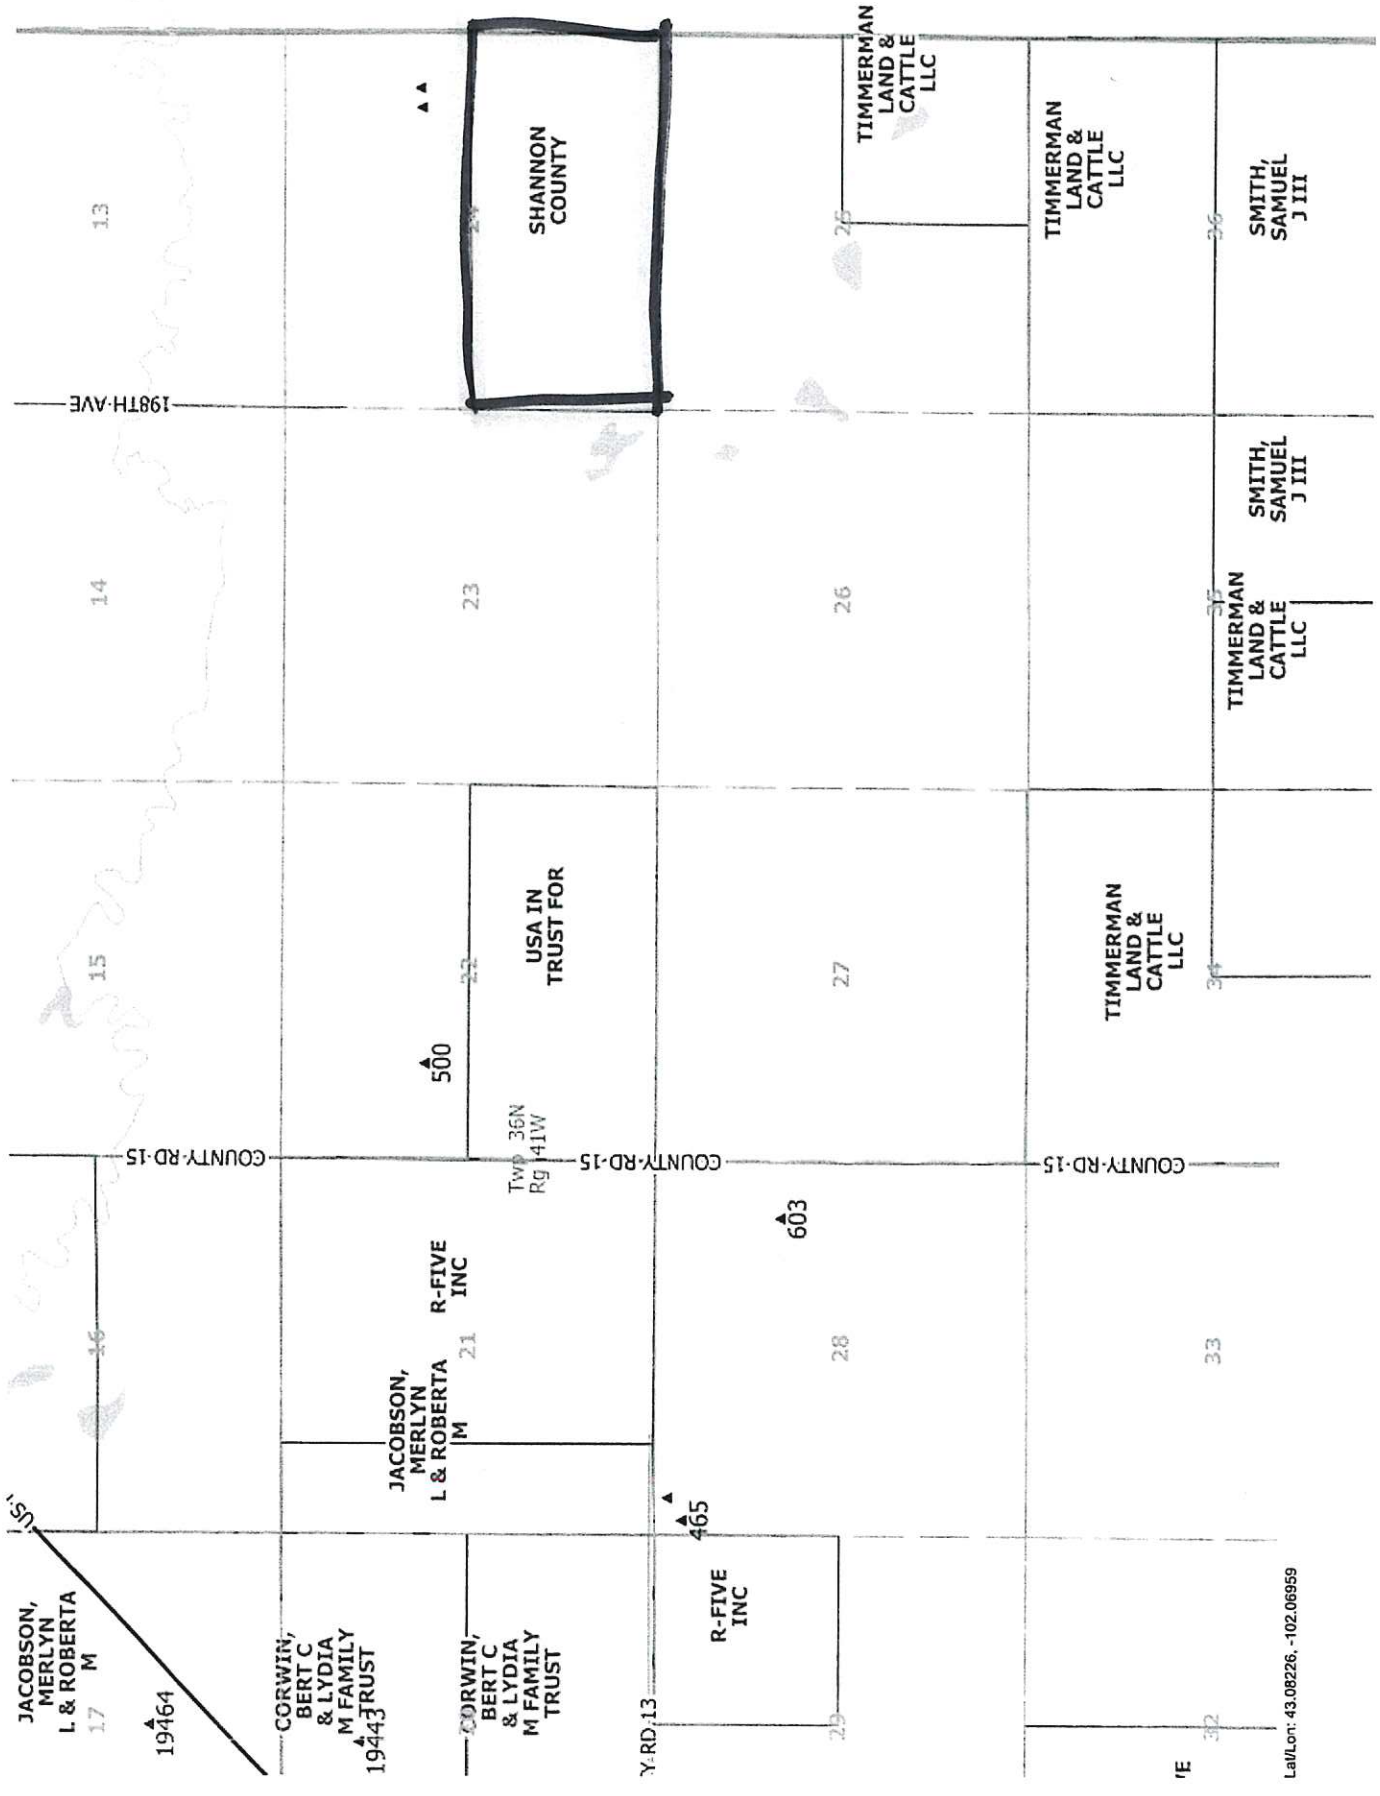 US
JACOBSON,
MERLYN
L & ROBERTA
M
17
19464
16
15
14
13
COUNTY-RD-15
198TH-AVE
CORWIN,
BERT C
& LYDIA
M FAMILY
TRUST
19443
JACOBSON,
MERLYN
L & ROBERTA
M
R-FIVE
INC
21
500
22
23
24
CORWIN,
BERT C
& LYDIA
M FAMILY
TRUST
Twp 36N
Rg 41W
USA IN
TRUST FOR
SHANNON
COUNTY
Y-RD-13
COUNTY-RD-15
465
R-FIVE
INC
603
29
28
27
26
25
TIMMERMAN
LAND &
CATTLE
LLC
COUNTY-RD-15
TIMMERMAN
LAND &
CATTLE
LLC
TIMMERMAN
LAND &
CATTLE
LLC
VE
32
33
34
35
36
TIMMERMAN
LAND &
CATTLE
LLC
SMITH,
SAMUEL
J III
SMITH,
SAMUEL
J III
Lat/Lon: 43.08226, -102.06959